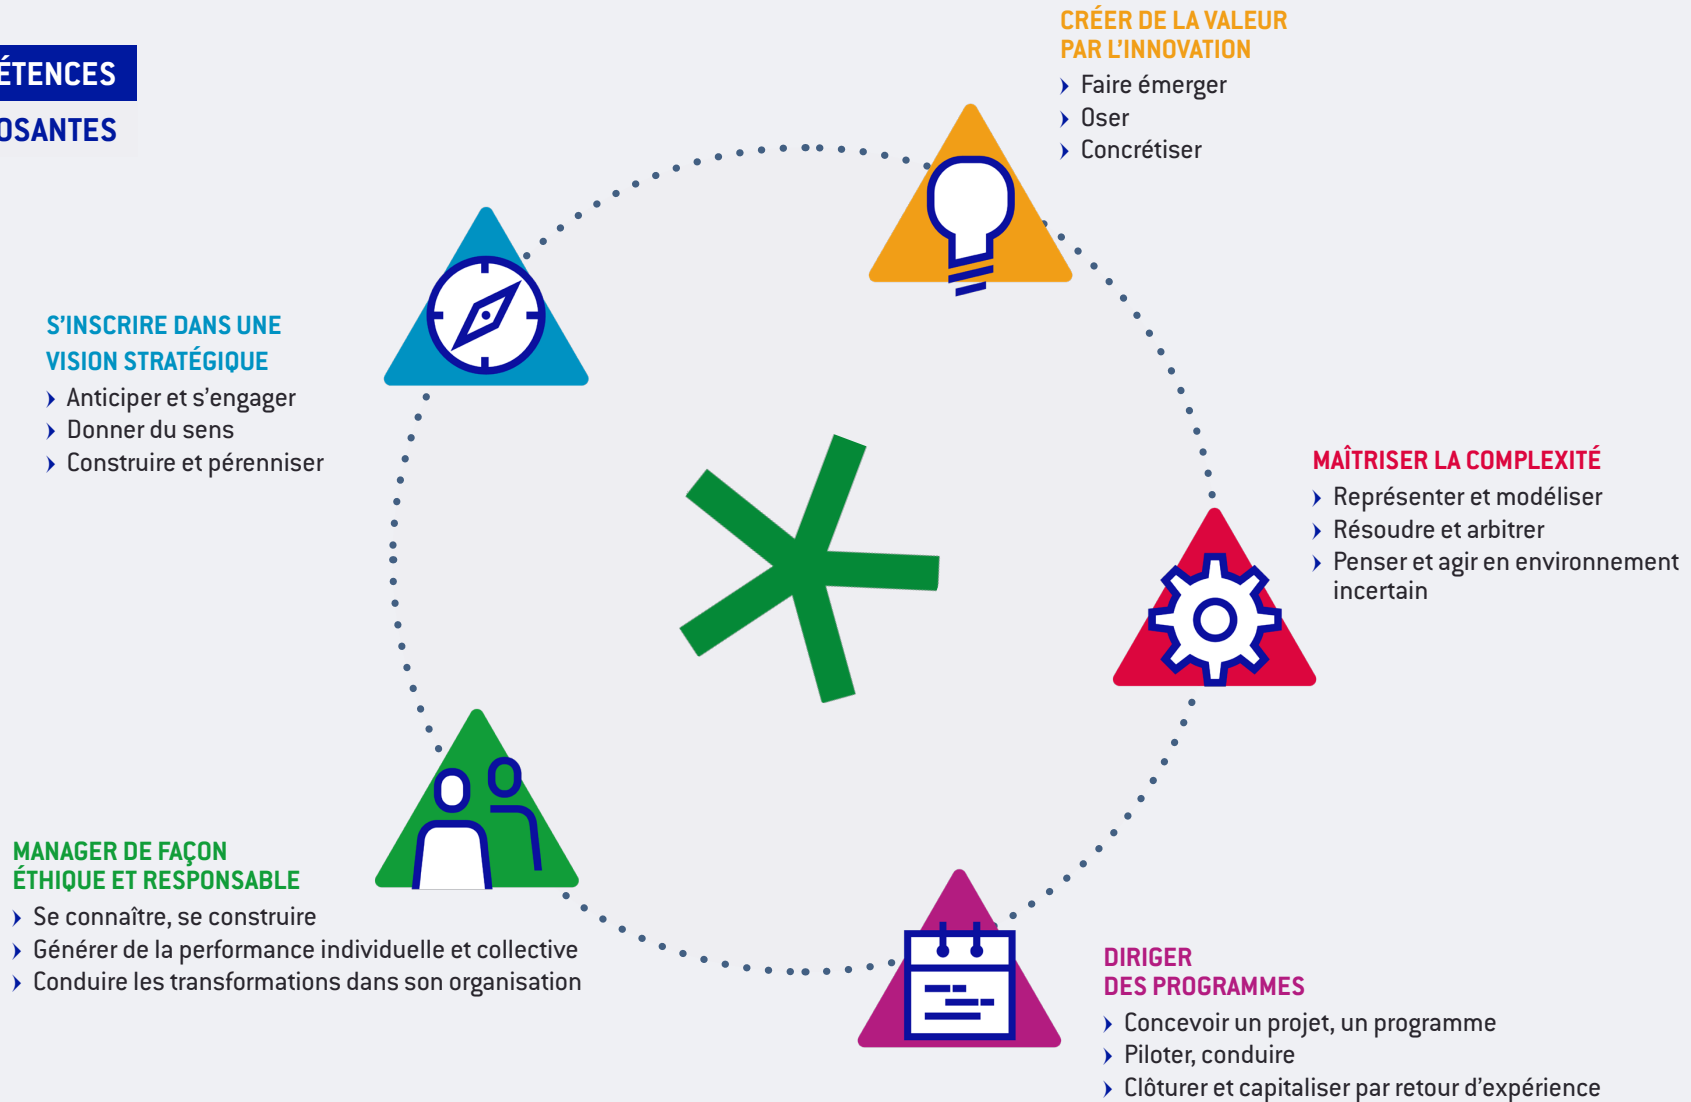 ÉTENCES
OSANTES
CRÉER DE LA VALEUR
PAR L'INNOVATION
Faire émerger
Oser
Concrétiser
S'INSCRIRE DANS UNE
VISION STRATÉGIQUE
Anticiper et s'engager
Donner du sens
Construire et pérenniser
MAÎTRISER LA COMPLEXITÉ
Représenter et modéliser
Résoudre et arbitrer
Penser et agir en environnement
incertain
MANAGER DE FAÇON
ÉTHIQUE ET RESPONSABLE
Se connaître, se construire
Générer de la performance individuelle et collective
Conduire les transformations dans son organisation
DIRIGER
DES PROGRAMMES
Concevoir un projet, un programme
Piloter, conduire
Clôturer et capitaliser par retour d'expérience